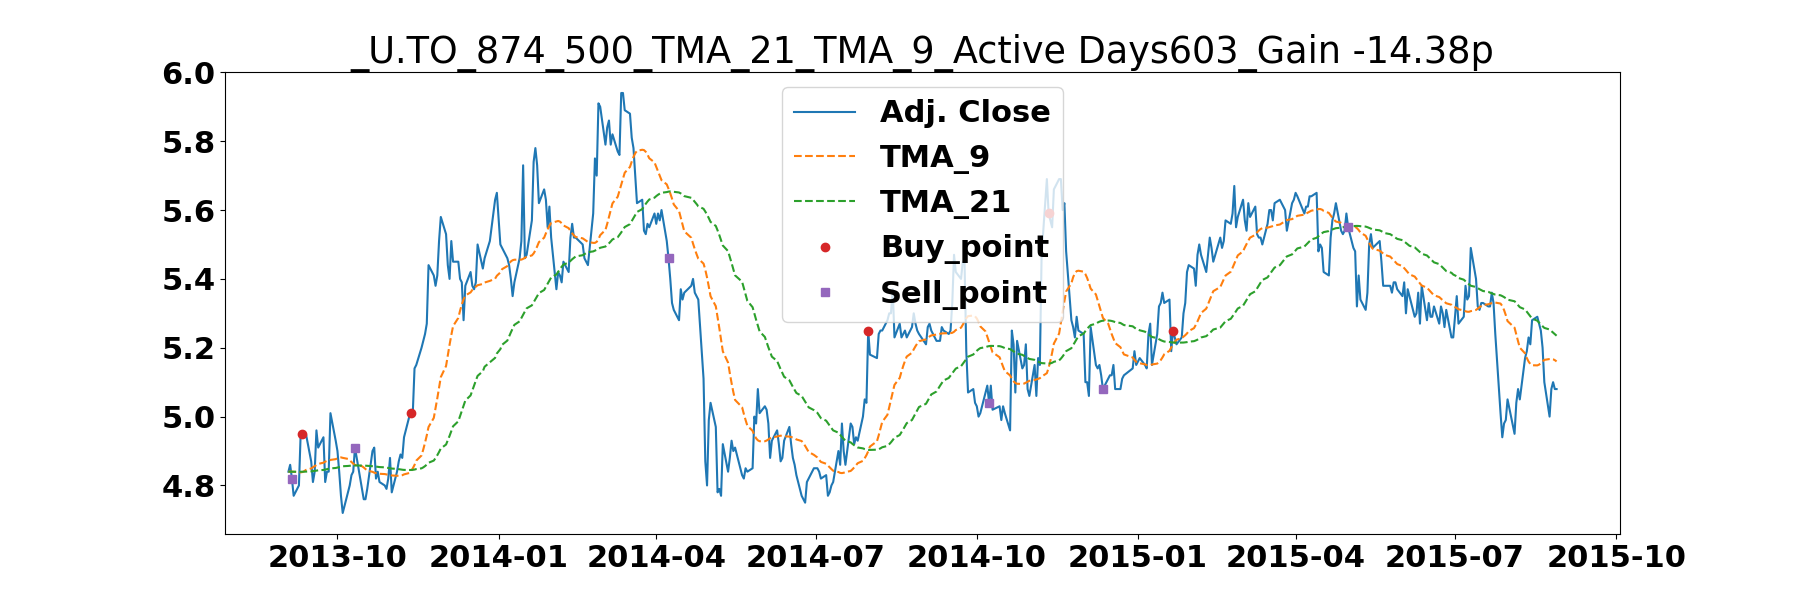 _U.TO_874_500_TMA_21_TMA_9_Active Days603_Gain -14.38p
6.0
5.8
5.6
5.4
5.2
5.0
4.8
Adj. Close
TMA_9
TMA_21
Buy_point
Sell_point
2013-10 2014-01 2014-04 2014-07 2014-10 2015-01 2015-04 2015-07 2015-10